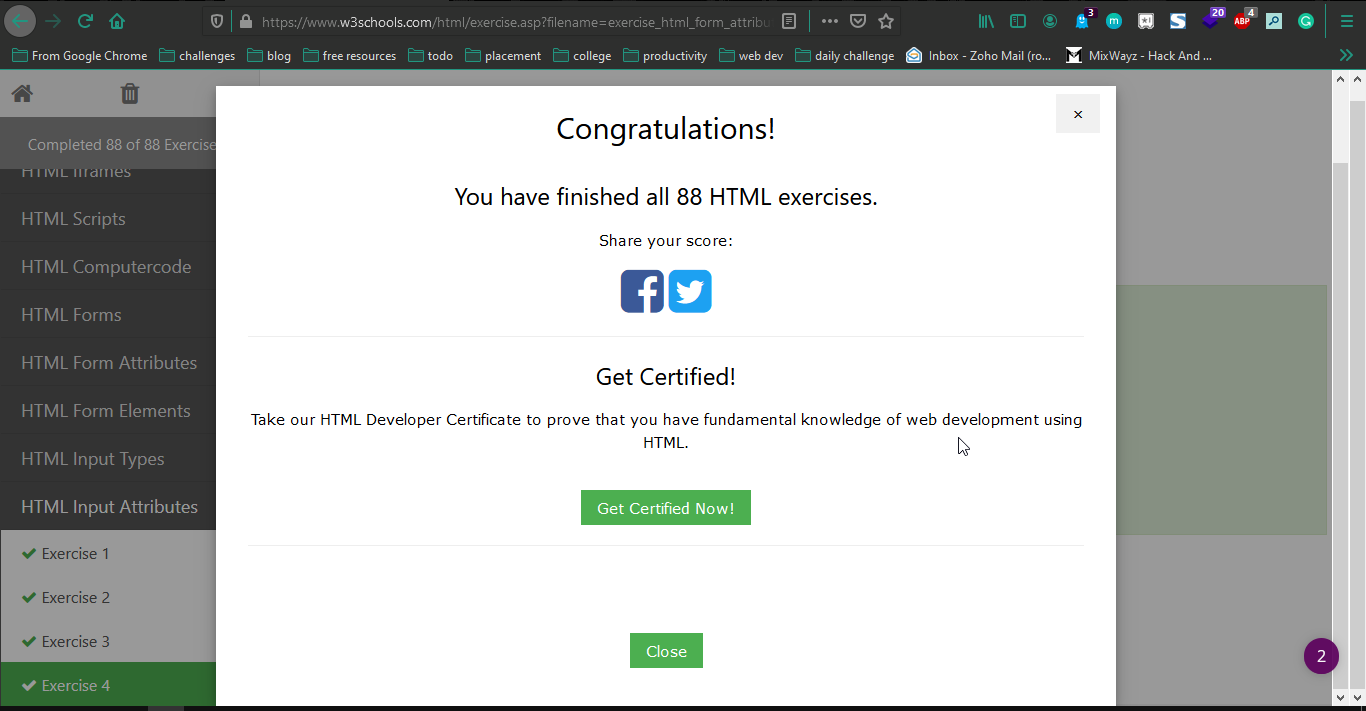 https://www.w3schools.com/html/exercise.asp?filename=exercise_html_form_attribu
3
20
ABP
4
From Google Chrome
challenges
blog
free resources
todo
placement
college
productivity
web dev
daily challenge
Inbox - Zoho Mail (ro...
MixWayz - Hack And ...
Completed 88 of 88 Exercise
HTML Iframes
HTML Scripts
HTML Computercode
HTML Forms
HTML Form Attributes
HTML Form Elements
HTML Input Types
HTML Input Attributes
Exercise 1
Exercise 2
Exercise 3
Exercise 4
×
Congratulations!
You have finished all 88 HTML exercises.
Share your score:
Get Certified!
Take our HTML Developer Certificate to prove that you have fundamental knowledge of web development using
HTML.
Get Certified Now!
Close
2